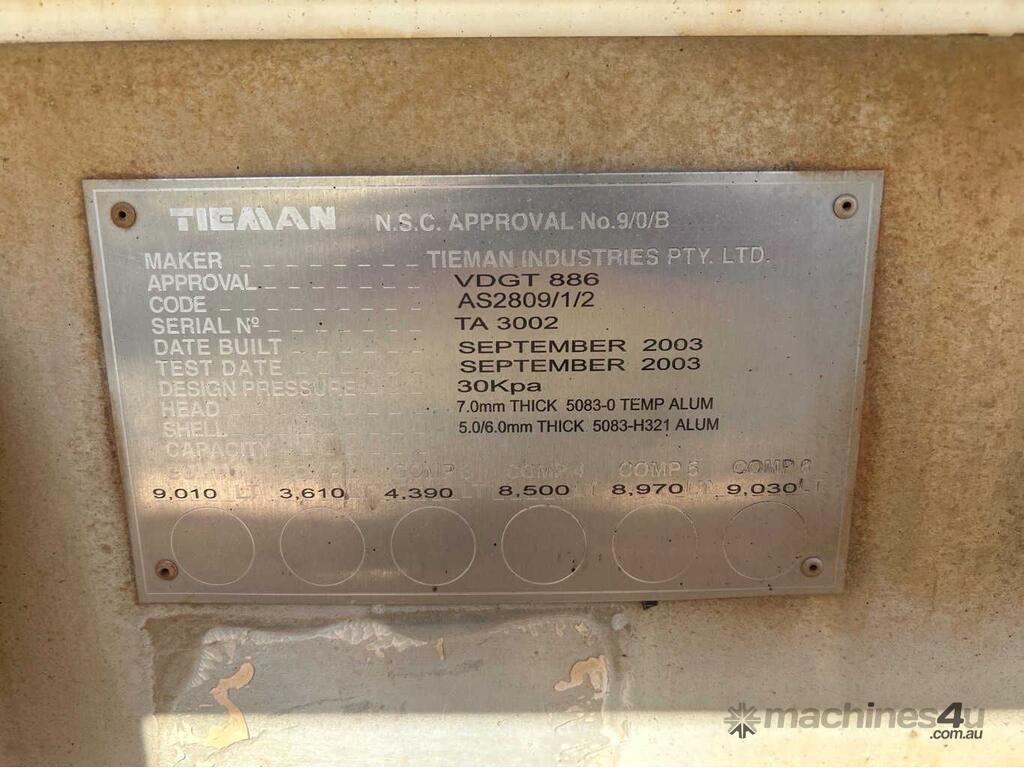 TIEMAN N.S.C. APPROVAL No.9/0/B
MAKER TIEMAN INDUSTRIES PTY. LTD.
APPROVAL VDGT 886
CODE AS2809/1/2
SERIAL Nº TA 3002
DATE BUILT SEPTEMBER 2003
TEST DATE SEPTEMBER 2003
DESIGN PRESSURE 30Kpa
HEAD 7.0mm THICK 5083-0 TEMP ALUM
SHELL 5.0/6.0mm THICK 5083-H321 ALUM
CAPACITY
COMP 3 COMP 4 COMP 5 COMP 6
9,010 LT 3,610 4,390 LT 8,500 8,970 9,030 LT
machines4u
.com.au